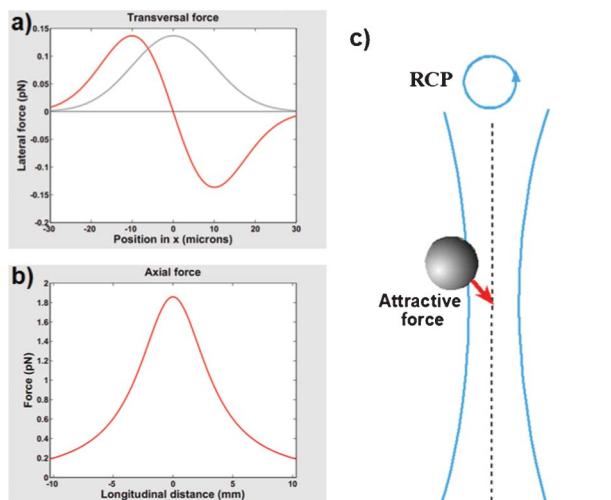 a)
Transversal force
0.15
0.1
0.05
0
-0.05
-0.1
-0.15
-0.2
Lateral force (pN)
-30 -20 -10 0 10 20 30
Position in x (microns)
b)
Axial force
2
1.8
1.6
1.4
1.2
1
0.8
0.6
0.4
0.2
0
Force (pN)
-10 -5 0 5 10
Longitudinal distance (mm)
c)
RCP
Attractive
force